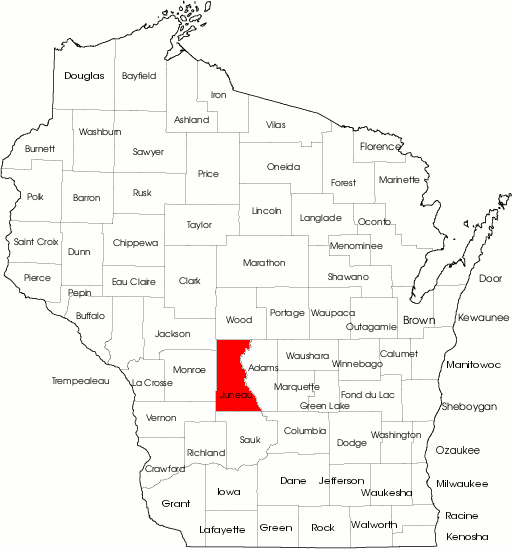 Douglas
Bayfield
Iron
Ashland
Vilas
Washburn
Burnett
Sawyer
Florence
Oneida
Price
Forest
Marinette
Polk
Barron
Rusk
Lincoln
Langlade
Oconto
Taylor
Saint Croix
Dunn
Chippewa
Menominee
Marathon
Shawano
Pierce
Eau Claire
Clark
Door
Pepin
Buffalo
Wood
Portage
Waupaca
Outagamie
Brown
Kewaunee
Jackson
Trempealeau
La Crosse
Monroe
Juneau
Adams
Waushara
Winnebago
Calumet
Manitowoc
Marquette
Green Lake
Fond du Lac
Sheboygan
Vernon
Richland
Sauk
Columbia
Dodge
Washington
Ozaukee
Crawford
Grant
Iowa
Dane
Jefferson
Waukesha
Milwaukee
Lafayette
Green
Rock
Walworth
Racine
Kenosha